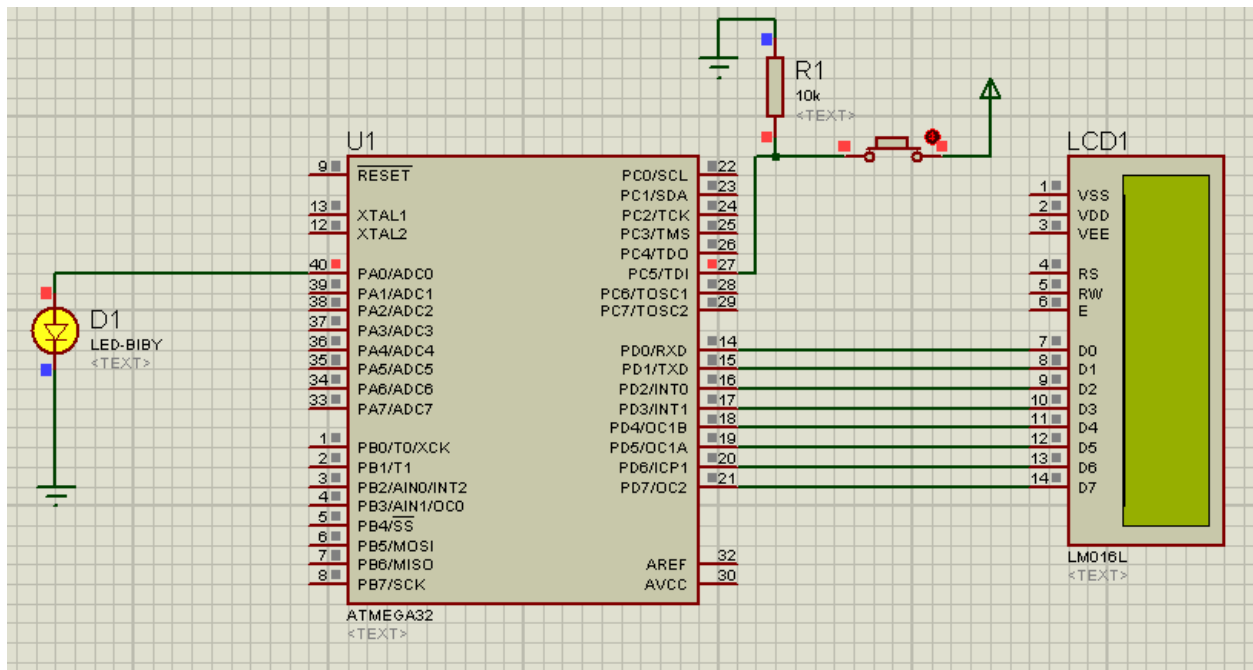 R1
10k
<TEXT>
U1
LCD1
9 RESET
13 XTAL1
12 XTAL2
40 PA0/ADC0
39 PA1/ADC1
38 PA2/ADC2
37 PA3/ADC3
36 PA4/ADC4
35 PA5/ADC5
34 PA6/ADC6
33 PA7/ADC7
1 PB0/T0/XCK
2 PB1/T1
3 PB2/AIN0/INT2
4 PB3/AIN1/OC0
5 PB4/SS
6 PB5/MOSI
7 PB6/MISO
8 PB7/SCK
PC0/SCL 22
PC1/SDA 23
PC2/TCK 24
PC3/TMS 25
PC4/TDO 26
PC5/TDI 27
PC6/TOSC1 28
PC7/TOSC2 29
PD0/RXD 14
PD1/TXD 15
PD2/INT0 16
PD3/INT1 17
PD4/OC1B 18
PD5/OC1A 19
PD6/ICP1 20
PD7/OC2 21
AREF 32
AVCC 30
ATMEGA32
<TEXT>
D1
LED-BIBY
<TEXT>
1 VSS
2 VDD
3 VEE
4 RS
5 RW
6 E
7 D0
8 D1
9 D2
10 D3
11 D4
12 D5
13 D6
14 D7
LM016L
<TEXT>